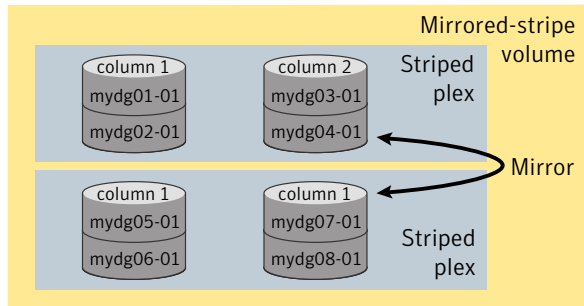 Mirrored-stripe
volume
column 1
column 2
Striped
plex
mydg01-01
mydg03-01
mydg02-01
mydg04-01
Mirror
column 1
column 1
mydg05-01
mydg07-01
mydg06-01
mydg08-01
Striped
plex